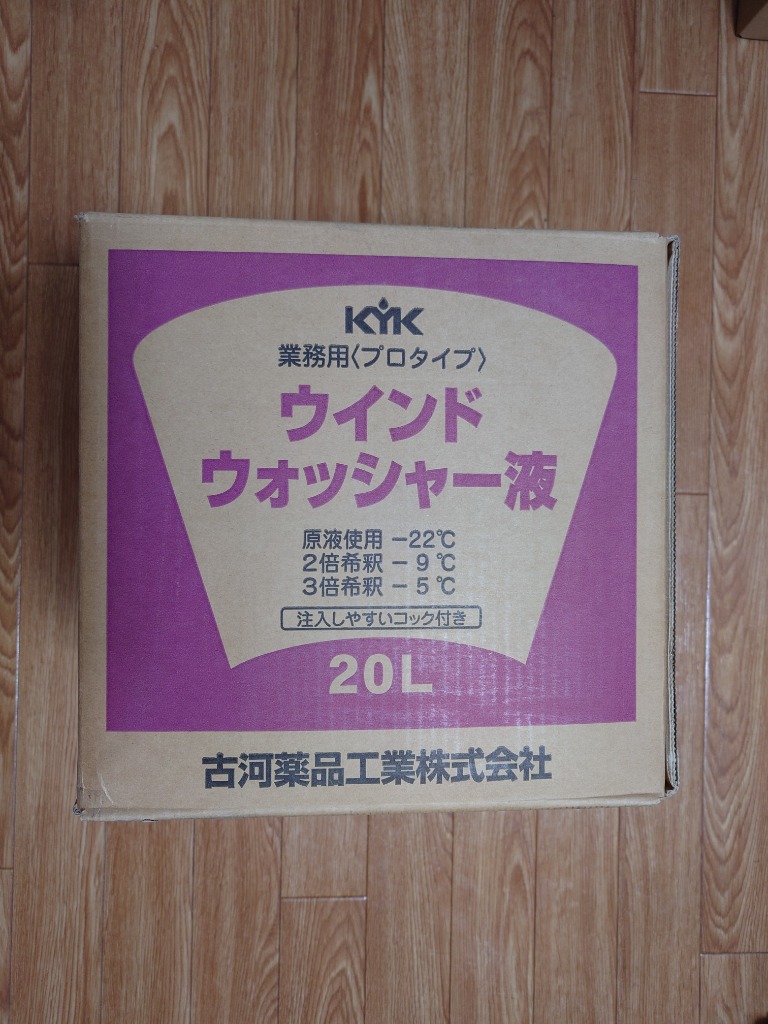 KYK
業務用〈プロタイプ〉
ウインド
ウォッシャー液
原液使用 −22℃
2倍希釈 − 9℃
3倍希釈 − 5℃
注入しやすいコック付き
20L
古河薬品工業株式会社